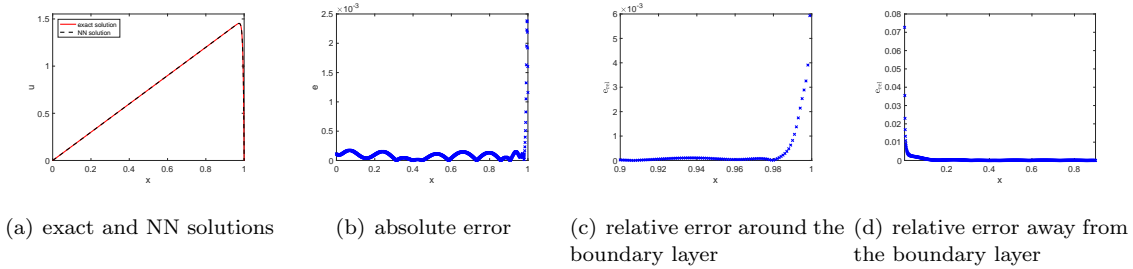 exact solution
NN solution
1.5
1
0.5
0
u
0 0.2 0.4 0.6 0.8 1
x
×10⁻³
2.5
2
1.5
1
0.5
0
e
0 0.2 0.4 0.6 0.8 1
x
×10⁻³
6
5
4
3
2
1
0
e_rel
0.9 0.92 0.94 0.96 0.98 1
x
0.08
0.07
0.06
0.05
0.04
0.03
0.02
0.01
0
e_rel
0 0.2 0.4 0.6 0.8
x
(a) exact and NN solutions
(b) absolute error
(c) relative error around the
boundary layer
(d) relative error away from
the boundary layer